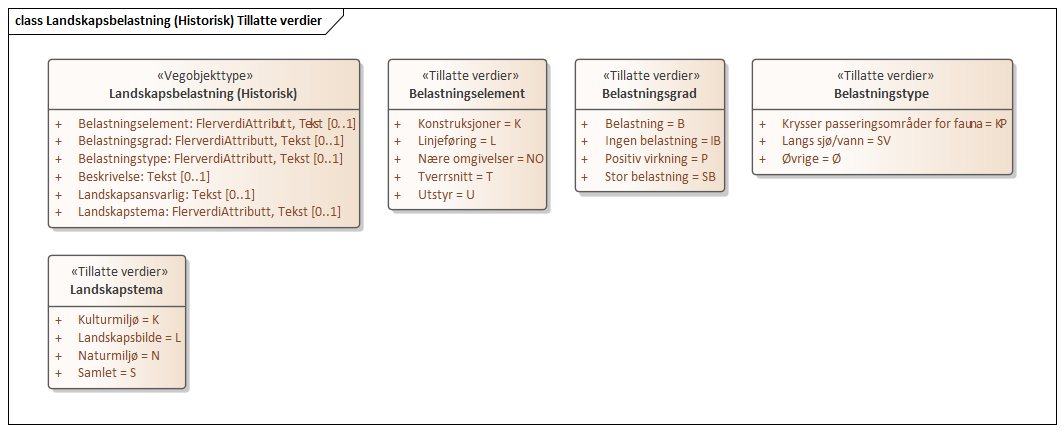 class Landskapsbelastning (Historisk) Tillatte verdier
«Vegobjekttype»
Landskapsbelastning (Historisk)
+ Belastningselement: FlerverdiAttributt, Tekst [0..1]
+ Belastningsgrad: FlerverdiAttributt, Tekst [0..1]
+ Belastningstype: FlerverdiAttributt, Tekst [0..1]
+ Beskrivelse: Tekst [0..1]
+ Landskapsansvarlig: Tekst [0..1]
+ Landskapstema: FlerverdiAttributt, Tekst [0..1]
«Tillatte verdier»
Belastningselement
+ Konstruksjoner = K
+ Linjeføring = L
+ Nære omgivelser = NO
+ Tverrsnitt = T
+ Utstyr = U
«Tillatte verdier»
Belastningsgrad
+ Belastning = B
+ Ingen belastning = IB
+ Positiv virkning = P
+ Stor belastning = SB
«Tillatte verdier»
Belastningstype
+ Krysser passeringsområder for fauna = KP
+ Langs sjø/vann = SV
+ Øvrige = Ø
«Tillatte verdier»
Landskapstema
+ Kulturmiljø = K
+ Landskapsbilde = L
+ Naturmiljø = N
+ Samlet = S